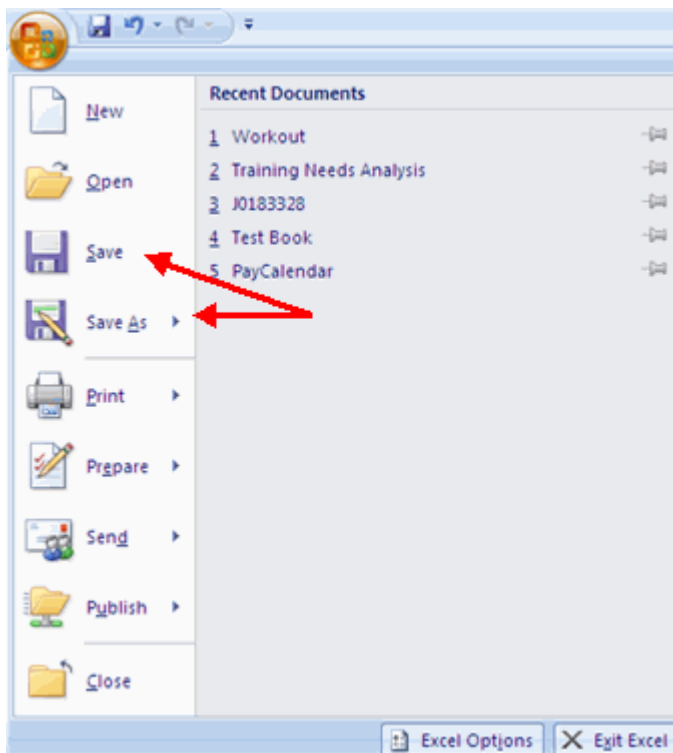 New
Open
Save
Save As
Print
Prepare
Send
Publish
Close
Recent Documents
1 Workout
2 Training Needs Analysis
3 J0183328
4 Test Book
5 PayCalendar
Excel Options
Exit Excel